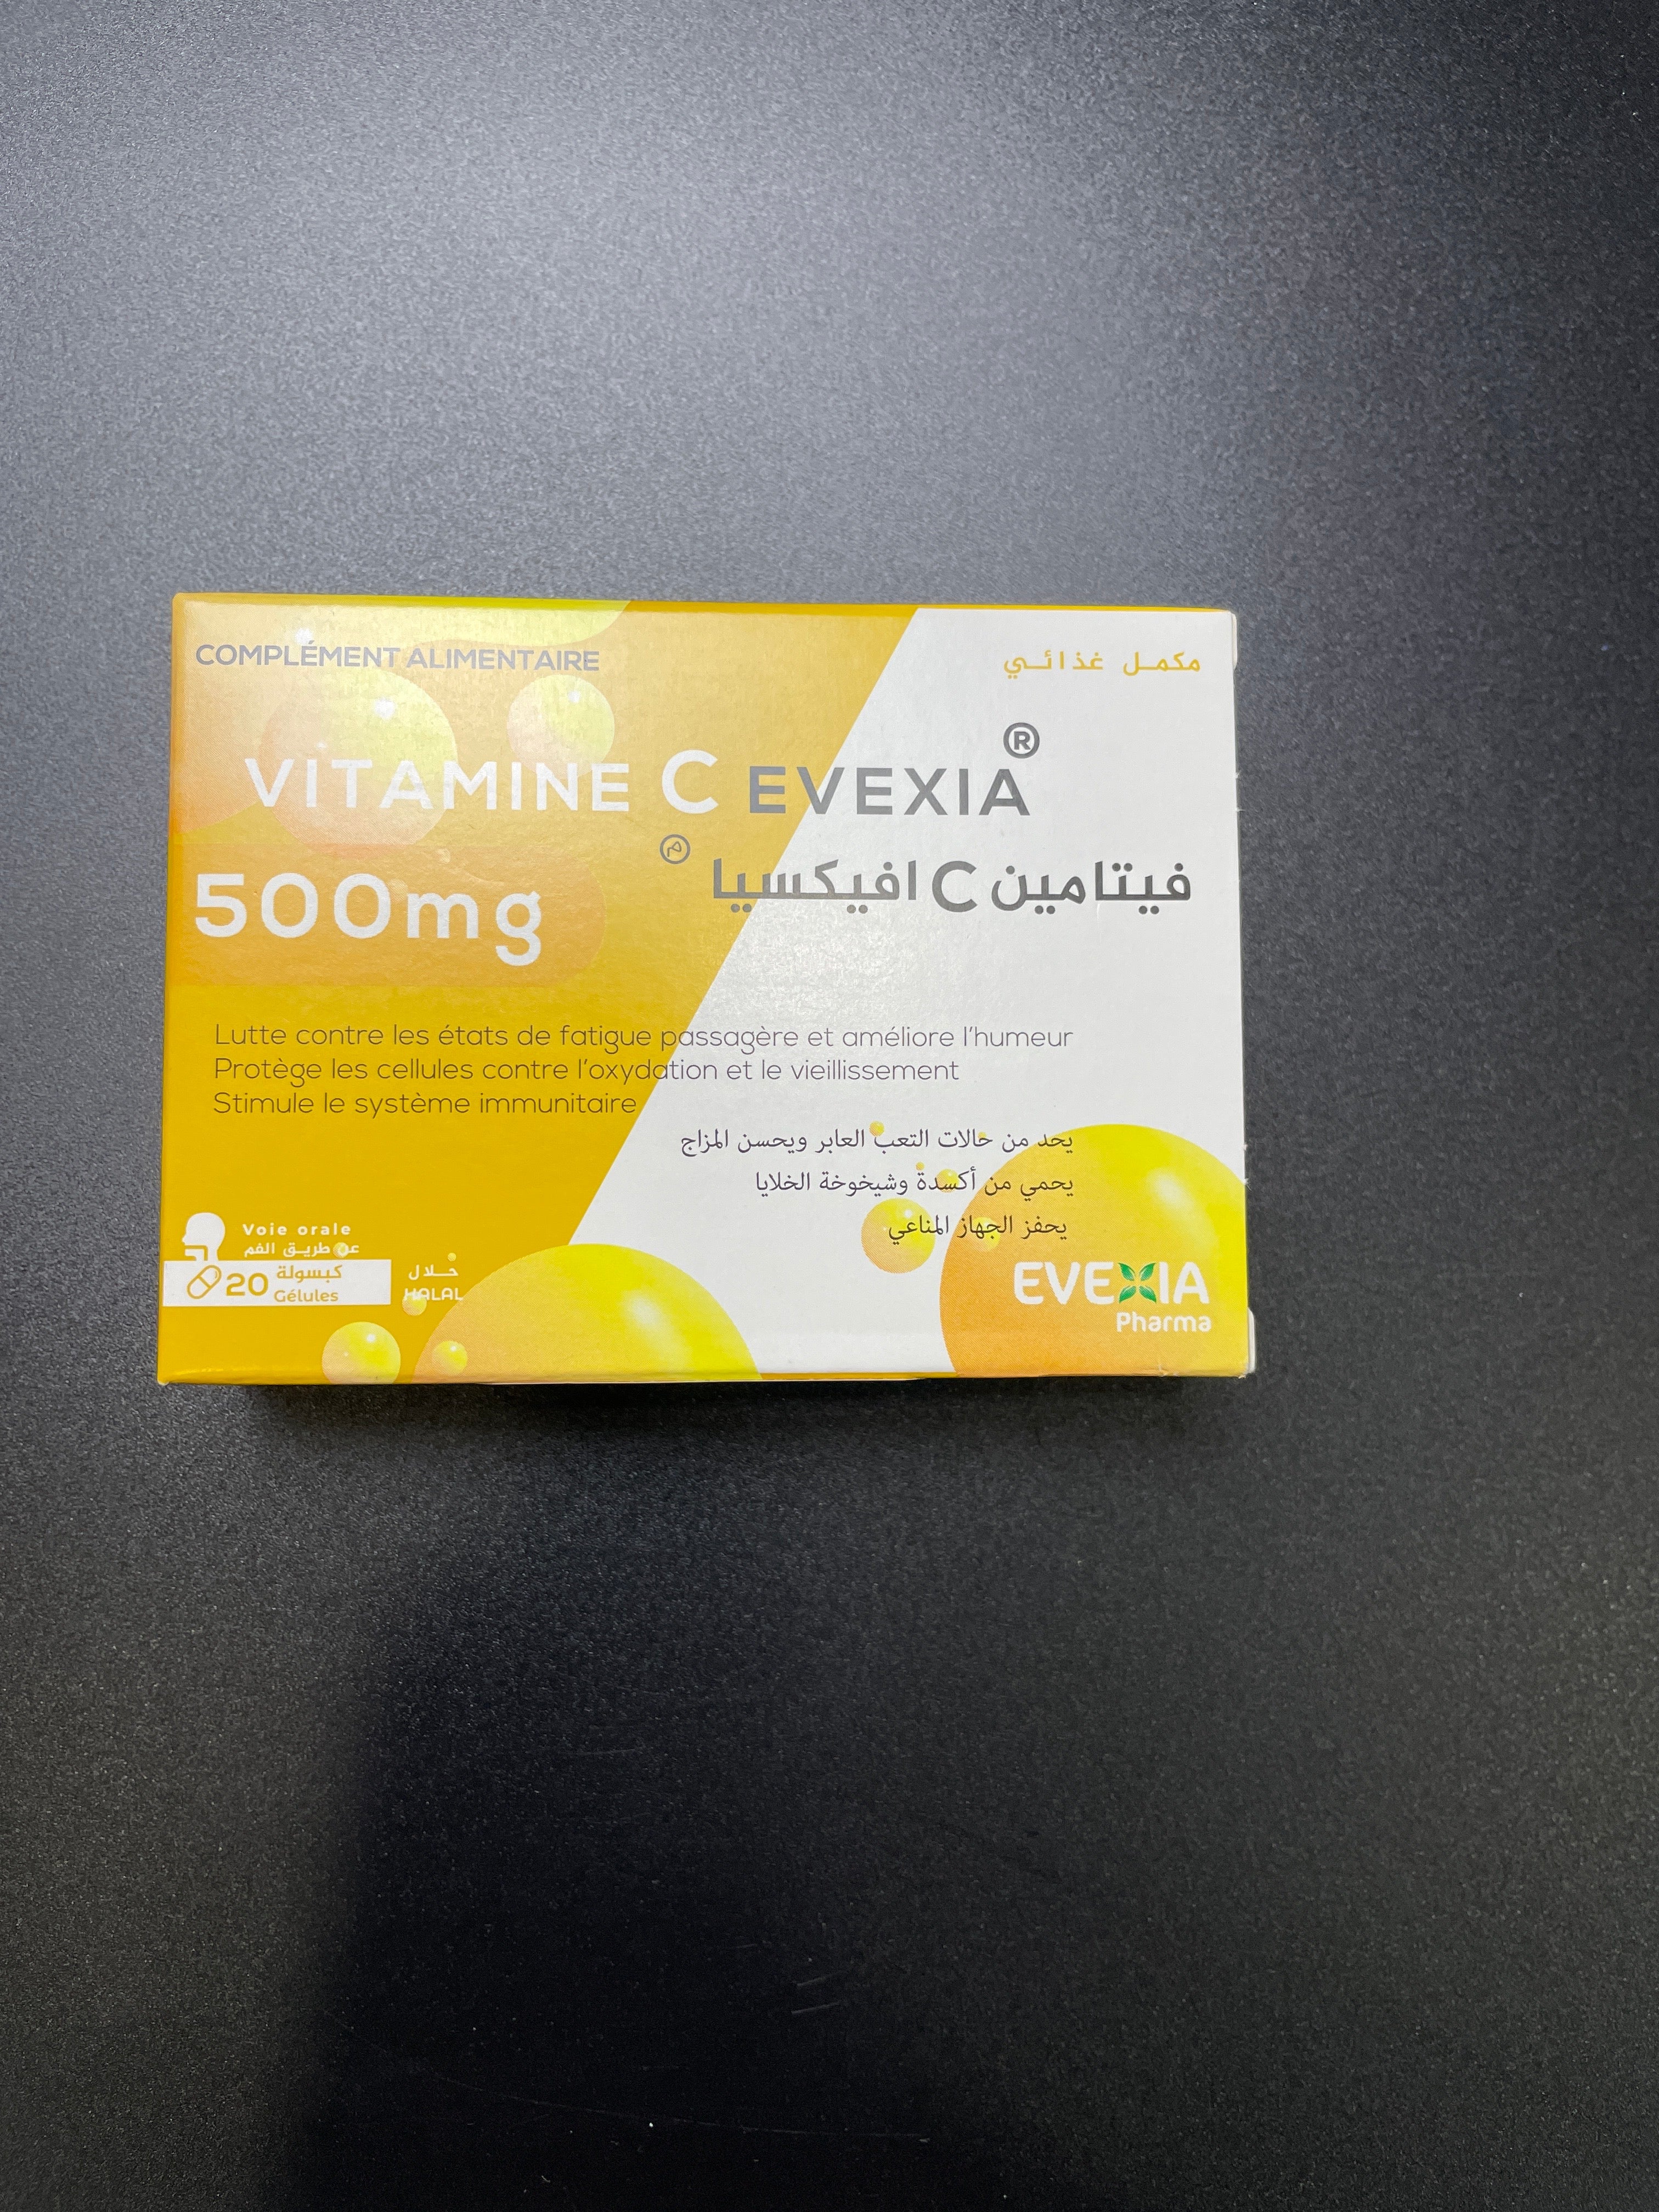 COMPLÉMENT ALIMENTAIRE
مكمل غذائي
VITAMINE C EVEXIA®
فيتامين C افيكسيا
500mg
Lutte contre les états de fatigue passagère et améliore l'humeur
Protège les cellules contre l'oxydation et le vieillissement
Stimule le système immunitaire
يحد من حالات التعب العابر ويحسن المزاج
يحمي من أكسدة وشيخوخة الخلايا
يحفز الجهاز المناعي
Voie orale
عن طريق الفم
20 كبسولة
Gélules
حلال
HALAL
EVEXIA
Pharma